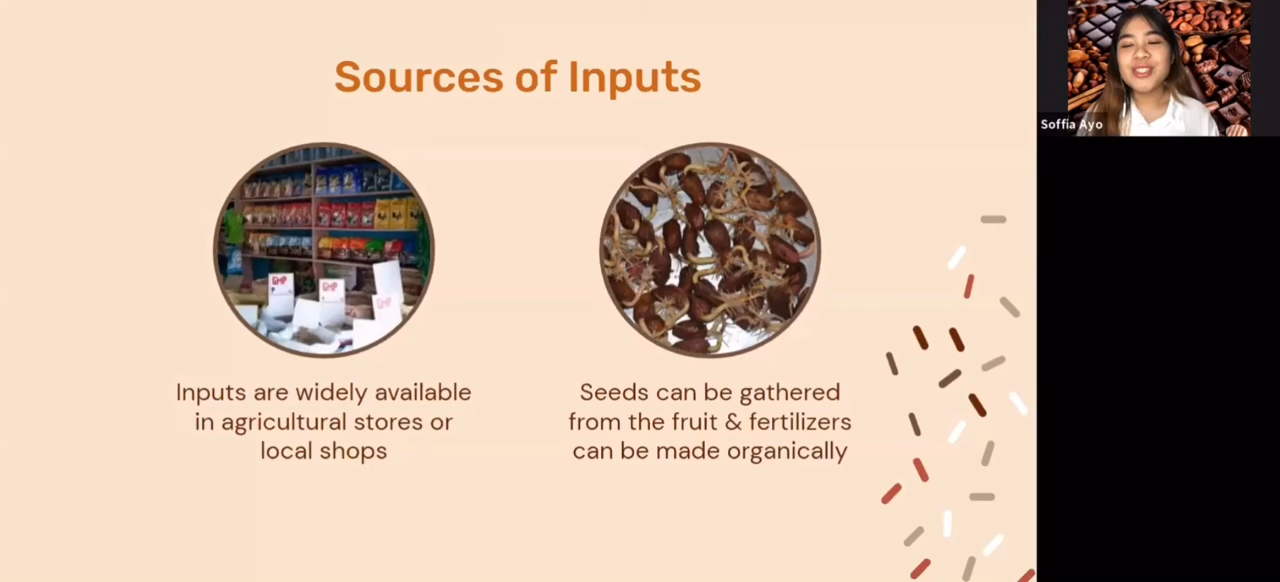 Sources of Inputs
Soffia Ayo
Inputs are widely available
in agricultural stores or
local shops
Seeds can be gathered
from the fruit & fertilizers
can be made organically